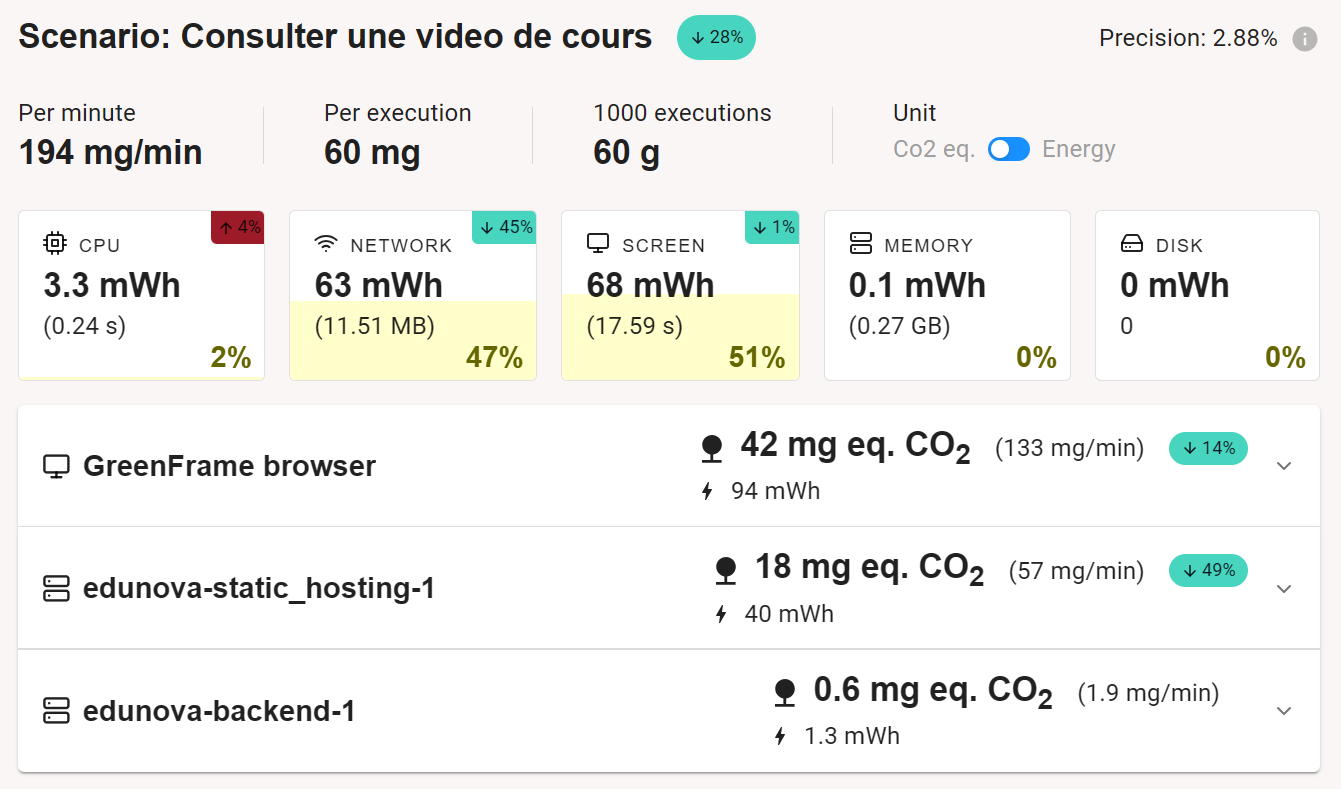 Scenario: Consulter une video de cours ↓ 28% Precision: 2.88%
Per minute Per execution 1000 executions Unit
194 mg/min 60 mg 60 g Co2 eq. Energy
CPU ↑ 4% NETWORK ↓ 45% SCREEN ↓ 1% MEMORY DISK
3.3 mWh 63 mWh 68 mWh 0.1 mWh 0 mWh
(0.24 s) (11.51 MB) (17.59 s) (0.27 GB) 0
2% 47% 51% 0% 0%
GreenFrame browser 42 mg eq. CO₂ (133 mg/min) ↓ 14%
94 mWh
edunova-static_hosting-1 18 mg eq. CO₂ (57 mg/min) ↓ 49%
40 mWh
edunova-backend-1 0.6 mg eq. CO₂ (1.9 mg/min)
1.3 mWh